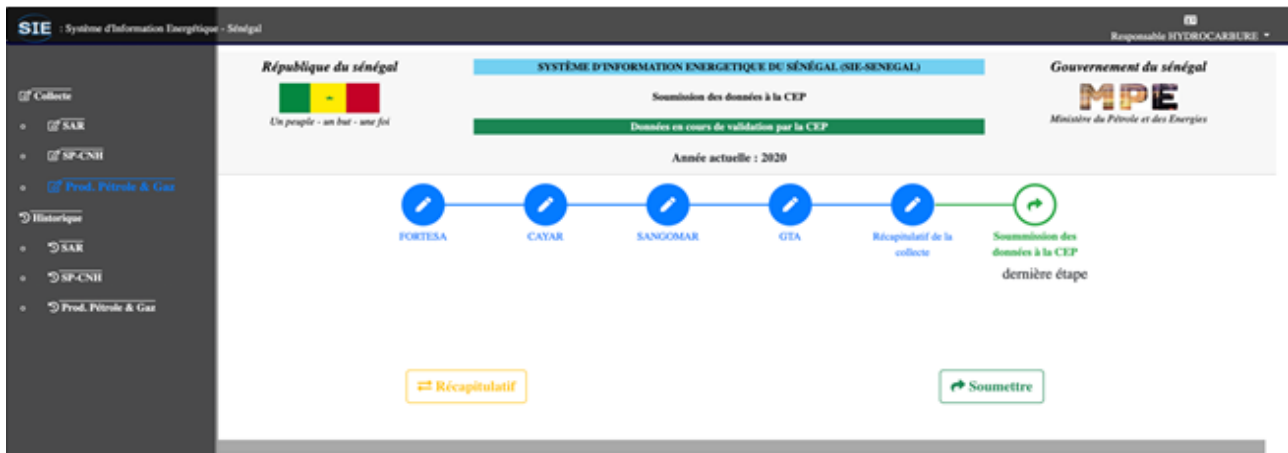 SIE : Système d'Information Energétique - Sénégal
Responsable HYDROCARBURE
Collecte
SAR
SP-CNH
Prod. Pétrole & Gaz
Historique
SAR
SP-CNH
Prod. Pétrole & Gaz
République du sénégal
Un peuple - un but - une foi
SYSTÈME D'INFORMATION ENERGETIQUE DU SÉNÉGAL (SIE-SENEGAL)
Soumission des données à la CEP
Données en cours de validation par la CEP
Année actuelle : 2020
Gouvernement du sénégal
MPE
Ministère du Pétrole et des Energies
FORTESA
CAYAR
SANGOMAR
GTA
Récapitulatif de la
collecte
Soummission des
données à la CEP
dernière étape
Récapitulatif
Soumettre